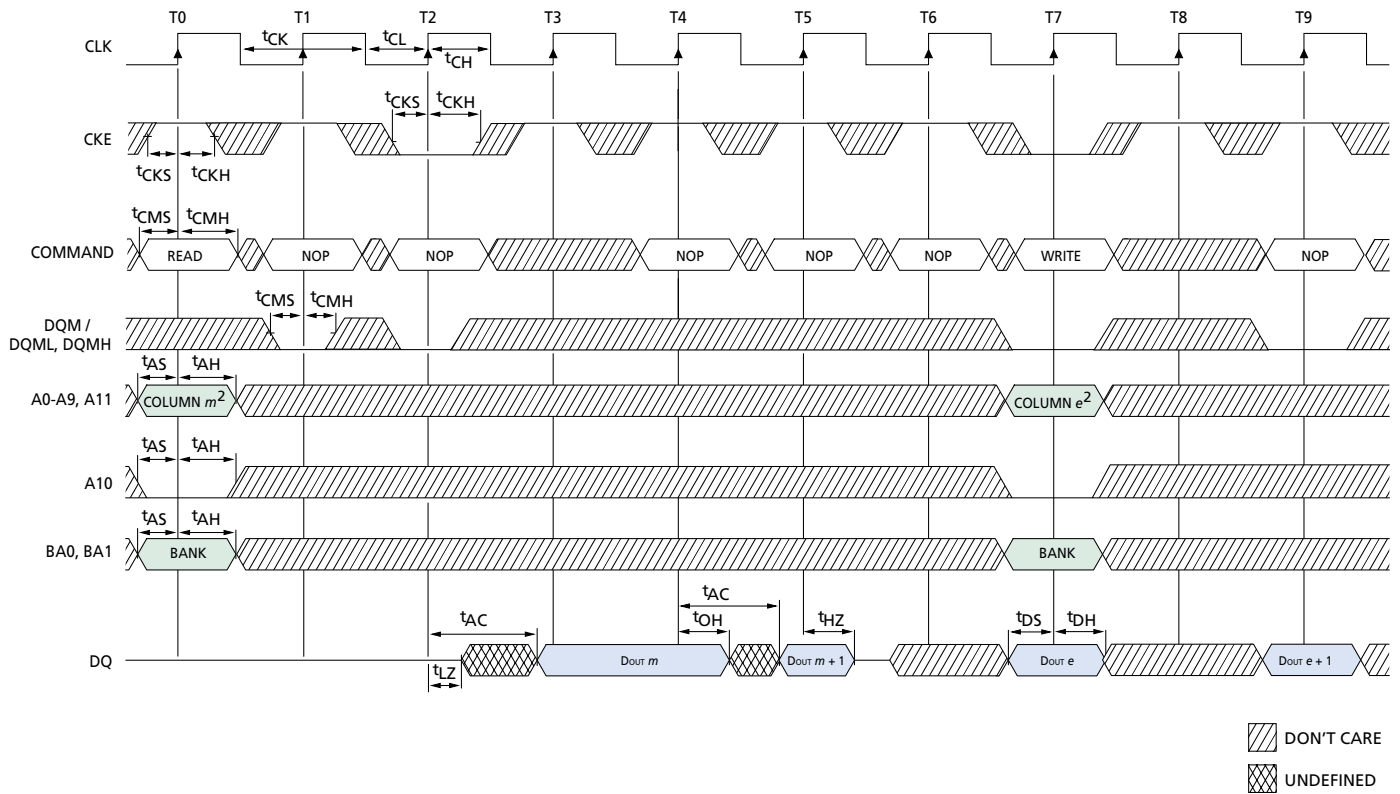 T0 T1 T2 T3 T4 T5 T6 T7 T8 T9
CLK
tCK tCL
tCH
tCKS tCKH
CKE
tCKS tCKH
tCMS tCMH
COMMAND READ NOP NOP NOP NOP NOP WRITE NOP
tCMS tCMH
DQM /
DQML, DQMH
tAS tAH
A0-A9, A11 COLUMN m2 COLUMN e2
tAS tAH
A10
tAS tAH
BA0, BA1 BANK BANK
tAC
tAC tOH tHZ tDS tDH
DQ DOUT m DOUT m + 1 DOUT e DOUT e + 1
tLZ
DON'T CARE
UNDEFINED